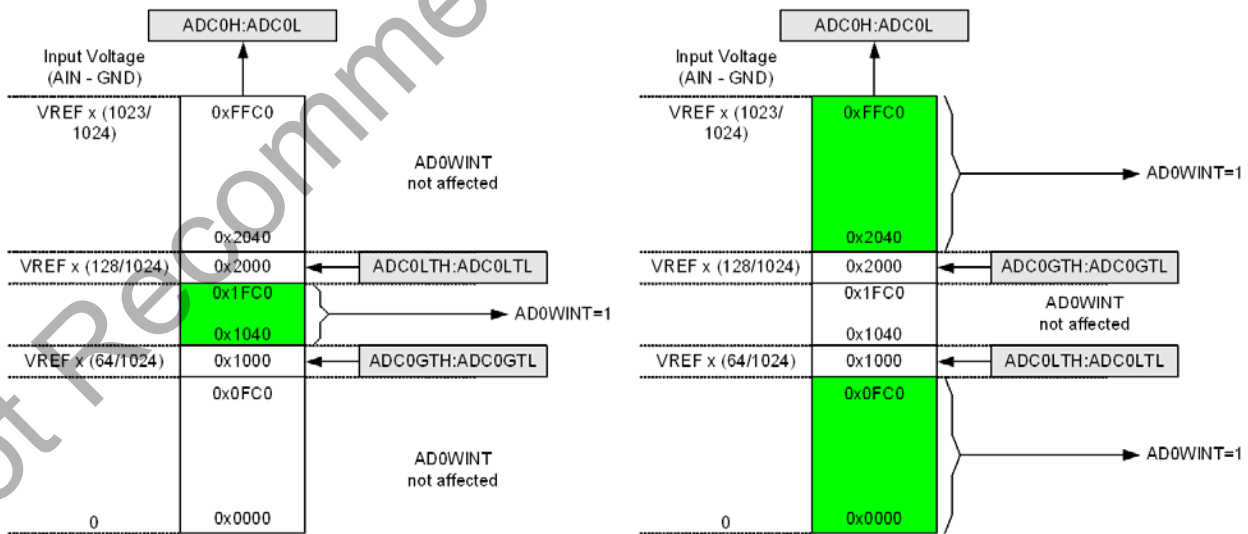 ADC0H:ADC0L
Input Voltage
(AIN - GND)
VREF x (1023/
1024)
0xFFC0
AD0WINT
not affected
0x2040
VREF x (128/1024)
0x2000
ADC0LTH:ADC0LTL
0x1FC0
AD0WINT=1
0x1040
VREF x (64/1024)
0x1000
ADC0GTH:ADC0GTL
0x0FC0
AD0WINT
not affected
0
0x0000
ADC0H:ADC0L
Input Voltage
(AIN - GND)
VREF x (1023/
1024)
0xFFC0
AD0WINT=1
0x2040
VREF x (128/1024)
0x2000
ADC0GTH:ADC0GTL
0x1FC0
AD0WINT
not affected
0x1040
VREF x (64/1024)
0x1000
ADC0LTH:ADC0LTL
0x0FC0
AD0WINT=1
0
0x0000